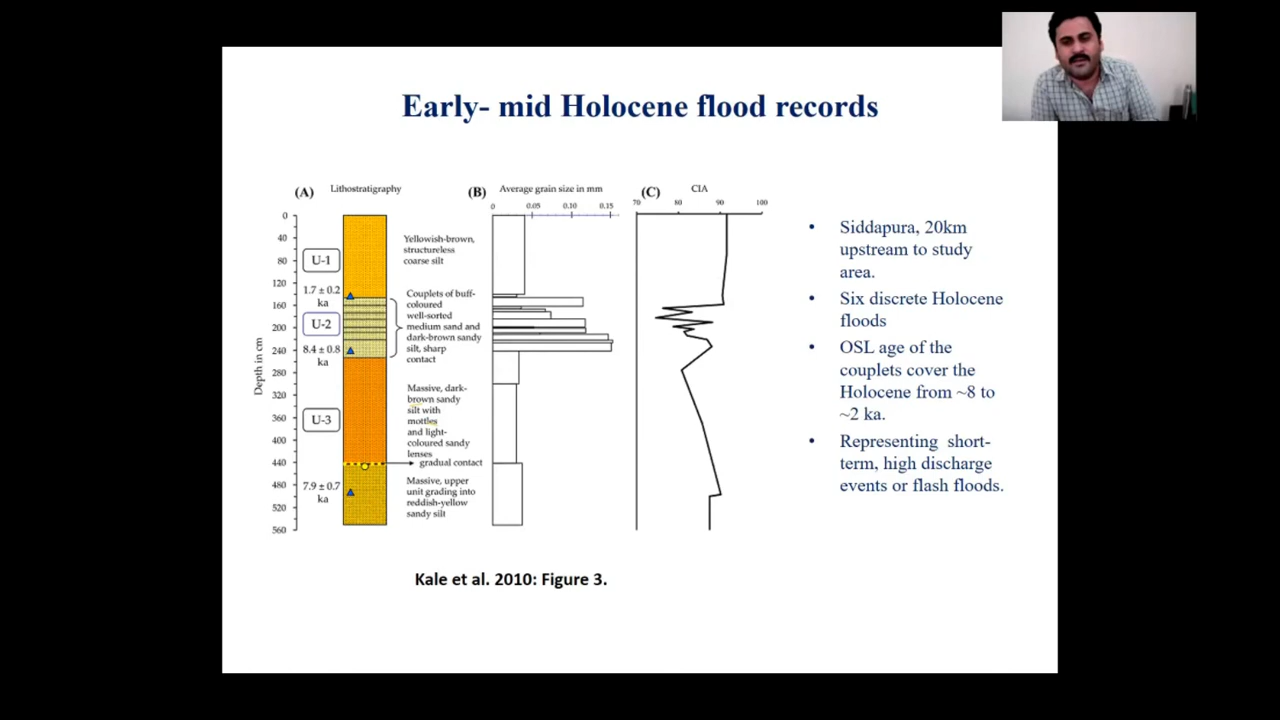 Early- mid Holocene flood records
(A)
Lithostratigraphy
Depth in cm
0
40
80
120
160
200
240
280
320
360
400
440
480
520
560
U-1
1.7 ± 0.2
ka
U-2
8.4 ± 0.8
ka
U-3
7.9 ± 0.7
ka
Yellowish-brown,
structureless
coarse silt
Couplets of buff-
coloured
well-sorted
medium sand and
dark-brown sandy
silt, sharp
contact
Massive, dark-
brown sandy
silt with
mottles
and light-
coloured sandy
lenses
gradual contact
Massive, upper
unit grading into
reddish-yellow
sandy silt
(B)
Average grain size in mm
0 0.05 0.10 0.15
(C)
CIA
70 80 90 100
• Siddapura, 20km
upstream to study
area.
• Six discrete Holocene
floods
• OSL age of the
couplets cover the
Holocene from ~8 to
~2 ka.
• Representing short-
term, high discharge
events or flash floods.
Kale et al. 2010: Figure 3.